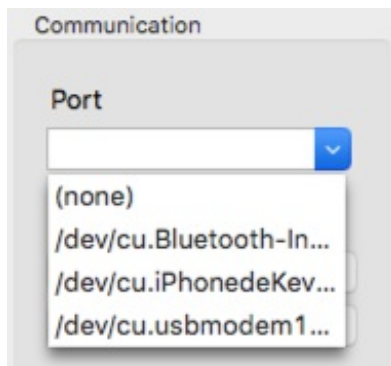 Communication
Port
(none)
/dev/cu.Bluetooth-In...
/dev/cu.iPhonedeKev...
/dev/cu.usbmodem1...